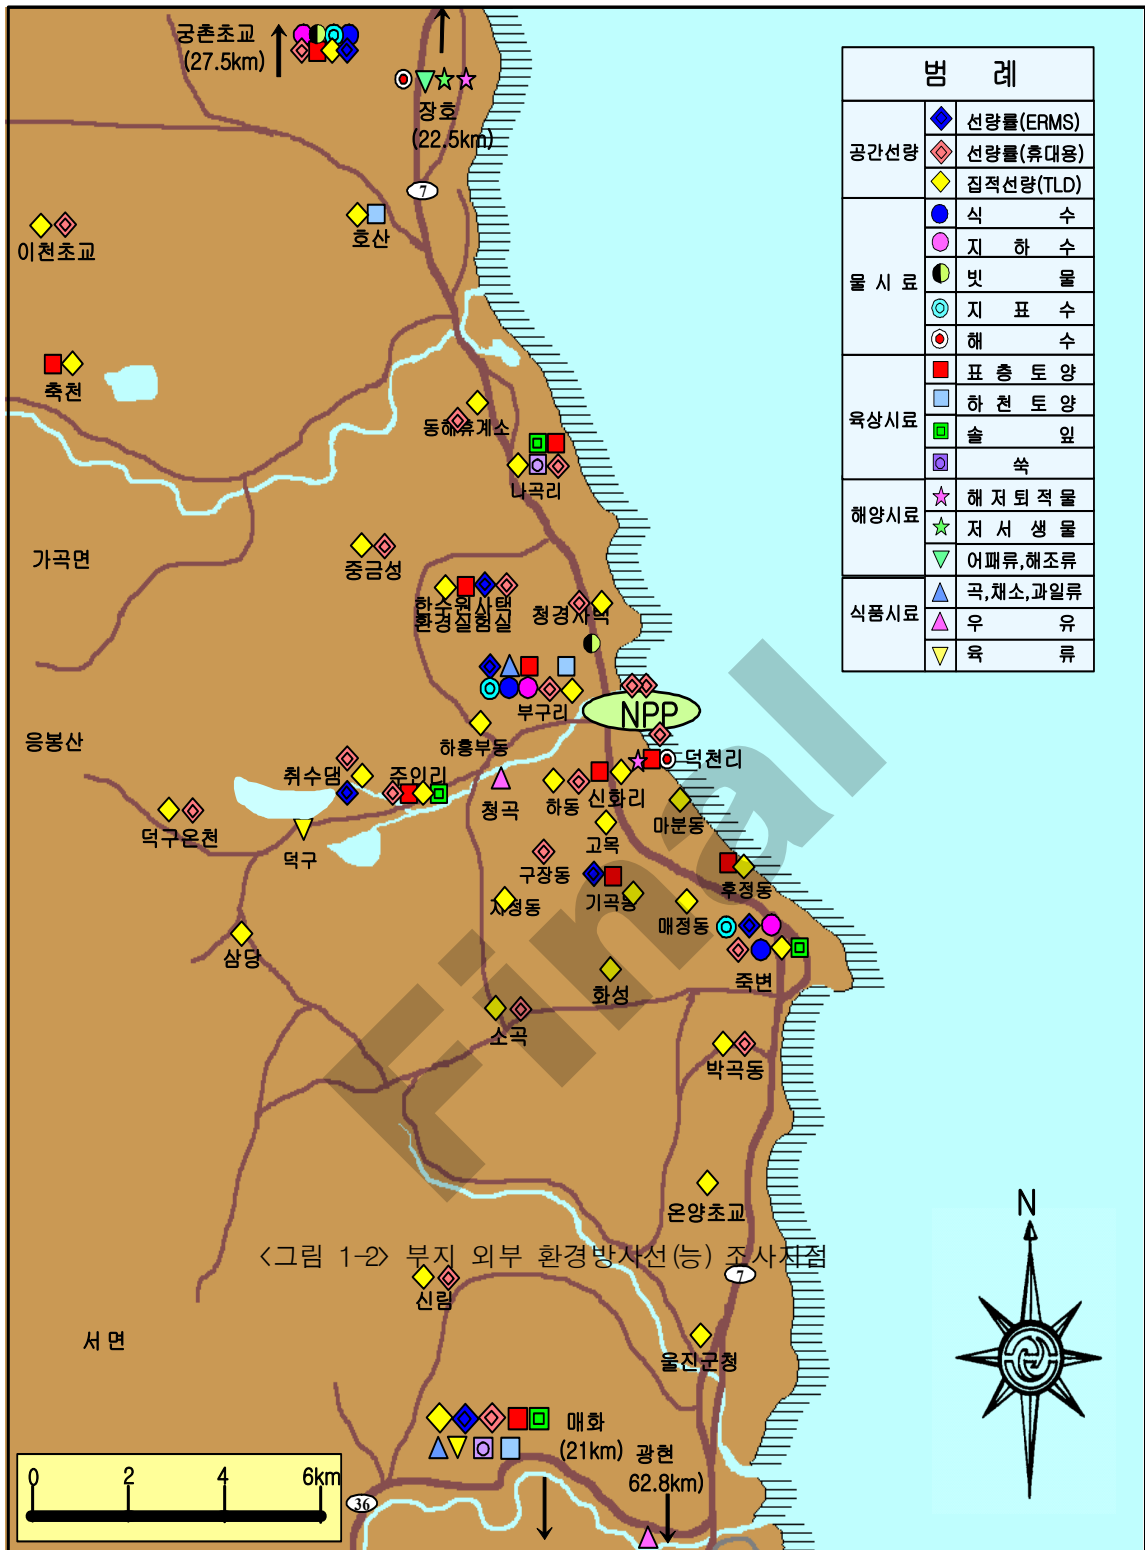 궁촌초교
(27.5km)
장호
(22.5km)
7
이천초교
호산
축천
동해휴게소
나곡리
가곡면
중금성
한수원사택
환경실험실
청경사택
부구리
NPP
응봉산
하흥부동
덕천리
취수댐
주인리
청곡
하동
신화리
마분동
덕구온천
덕구
고목
구장동
후정동
사정동
기곡동
매정동
삼당
화성
죽변
소곡
박곡동
온양초교
<그림 1-2> 부지 외부 환경방사선(능) 조사지점
7
신림
서면
울진군청
매화
(21km)
광현
62.8km)
36
0 2 4 6km
N
Final
범 례
공간선량
선량률(ERMS)
선량률(휴대용)
집적선량(TLD)
물 시 료
식 수
지 하 수
빗 물
지 표 수
해 수
육상시료
표 층 토 양
하 천 토 양
솔 잎
쑥
해양시료
해 저 퇴 적 물
저 서 생 물
어패류,해조류
식품시료
곡,채소,과일류
우 유
육 류